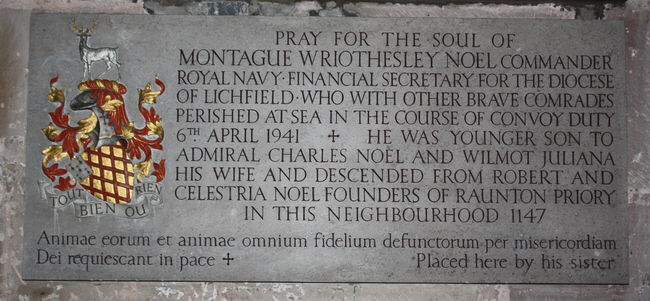 PRAY FOR THE SOUL OF
MONTAGUE WRIOTHESLEY NOEL COMMANDER
ROYAL NAVY · FINANCIAL SECRETARY FOR THE DIOCESE
OF LICHFIELD · WHO WITH OTHER BRAVE COMRADES
PERISHED AT SEA IN THE COURSE OF CONVOY DUTY
6TH APRIL 1941 + HE WAS YOUNGER SON TO
ADMIRAL CHARLES NOËL AND WILMOT JULIANA
HIS WIFE AND DESCENDED FROM ROBERT AND
CELESTRIA NOEL FOUNDERS OF RAUNTON PRIORY
IN THIS NEIGHBOURHOOD 1147
TOUT BIEN OU RIEN
Animae eorum et animae omnium fidelium defunctorum per misericordiam
Dei requiescant in pace + Placed here by his sister